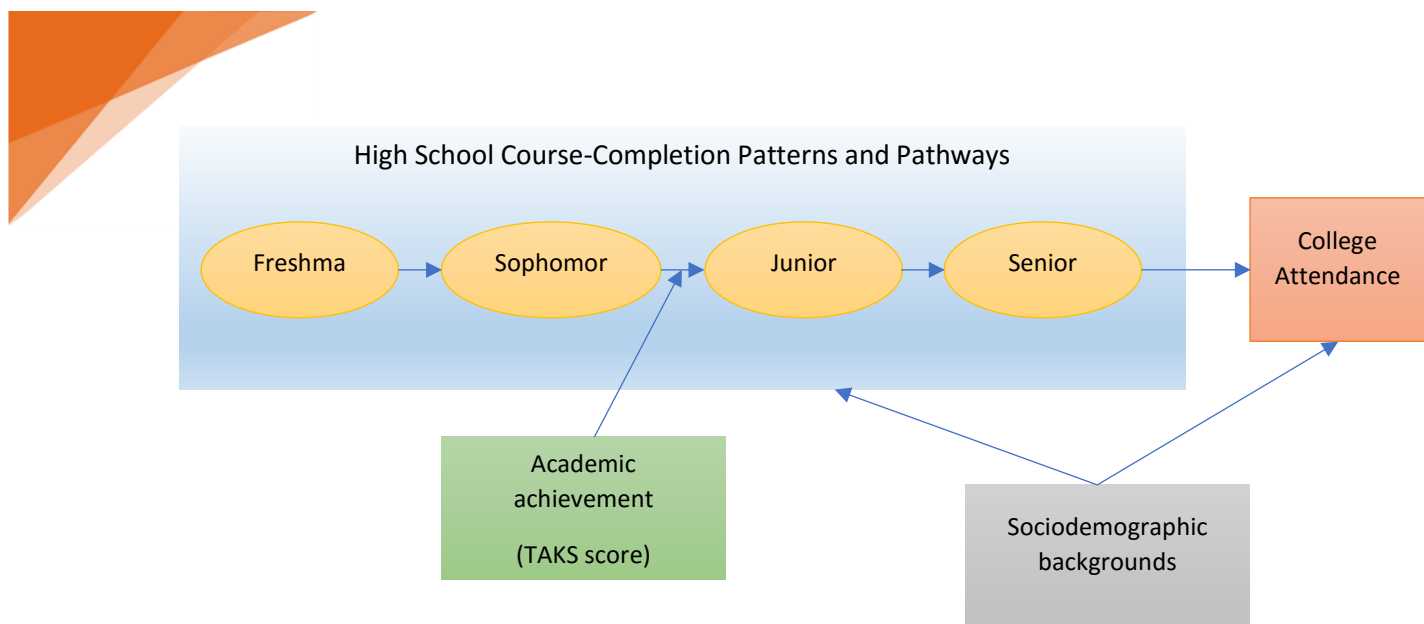 High School Course-Completion Patterns and Pathways
Freshma
Sophomor
Junior
Senior
College
Attendance
Academic
achievement
(TAKS score)
Sociodemographic
backgrounds